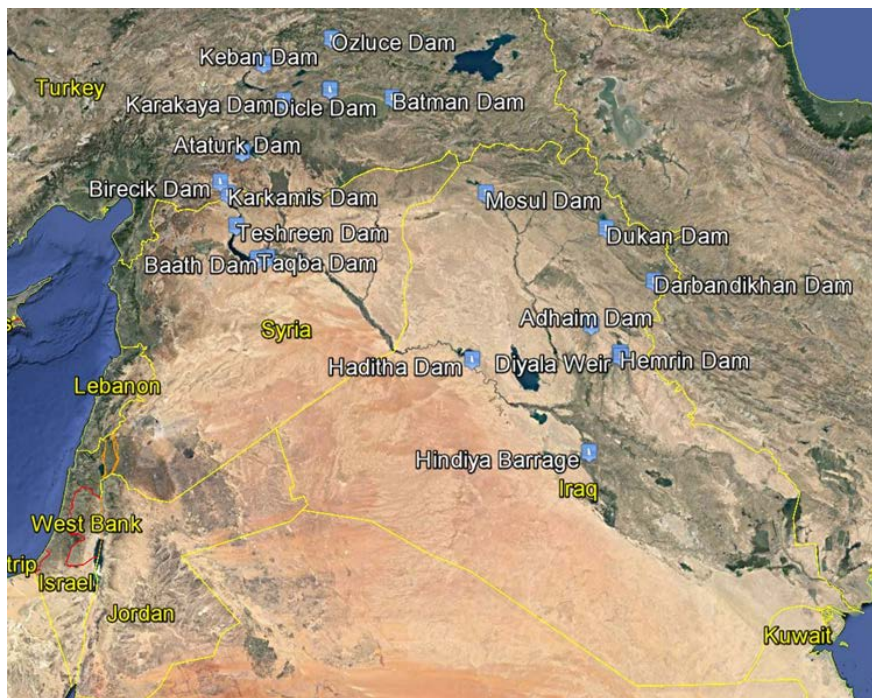 Ozluce Dam
Keban Dam
Turkey
Karakaya Dam
Dicle Dam
Batman Dam
Ataturk Dam
Birecik Dam
Karkamis Dam
Mosul Dam
Teshreen Dam
Dukan Dam
Baath Dam
Taqba Dam
Darbandikhan Dam
Syria
Adhaim Dam
Haditha Dam
Diyala Weir
Hemrin Dam
Lebanon
Hindiya Barrage
Iraq
West Bank
trip
Israel
Jordan
Kuwait